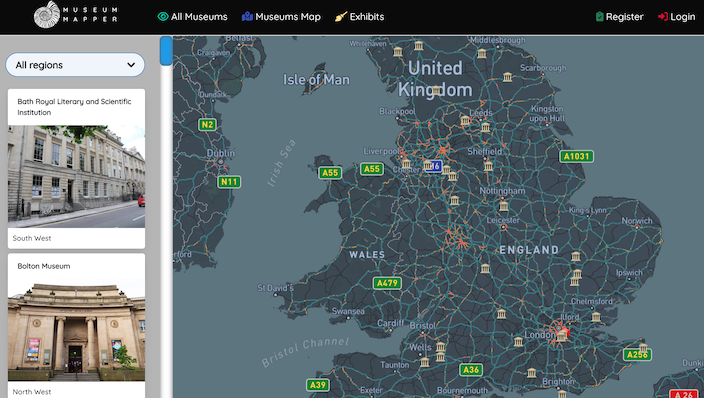 MUSEUM
MAPPER
All Museums
Museums Map
Exhibits
Register
Login
All regions
Bath Royal Literary and Scientific
Institution
South West
Bolton Museum
North West
Belfast
Craigavon
Dundalk
N2
Dublin
N11
Irish Sea
Isle of Man
Whitehaven
Middlesbrough
Scarborough
United
Kingdom
Blackpool
Leeds
Kingston
upon Hull
Liverpool
Chester
A55
A55
Sheffield
A1031
Nottingham
Leicester
King's Lynn
Norwich
WALES
ENGLAND
A479
Ipswich
St David's
Swansea
Cardiff
Bristol
Chelmsford
Ilford
London
Bristol Channel
Wells
Taunton
A36
A256
A39
Exeter
Bournemouth
Brighton
A26